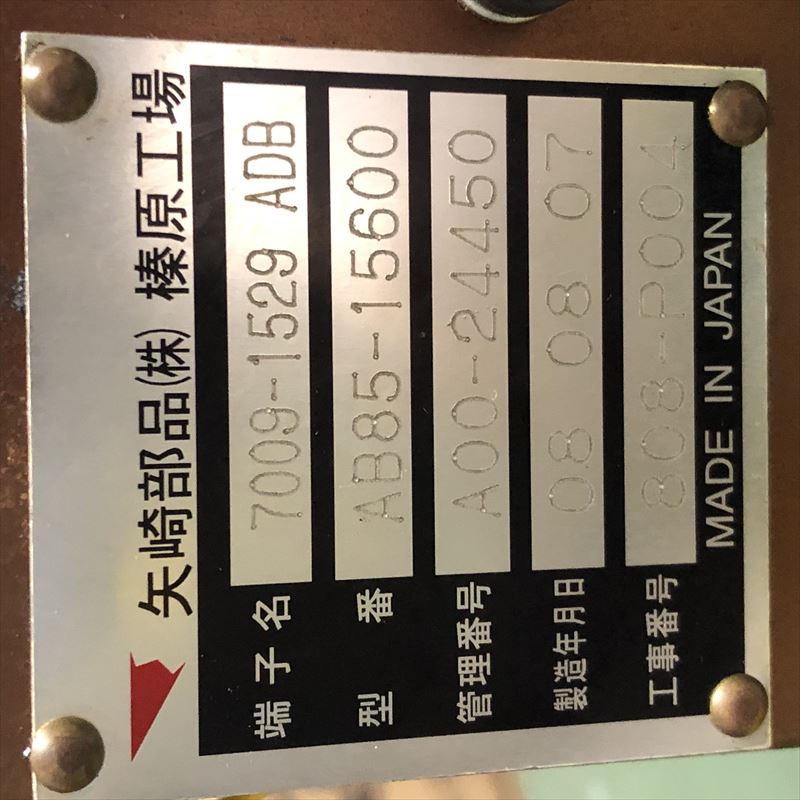 矢崎部品(株) 榛原工場
端子名 7009-1529 ADB
型番 AB85-15600
管理番号 A00-24450
製造年月日 08 08 07
工事番号 808-P004
MADE IN JAPAN